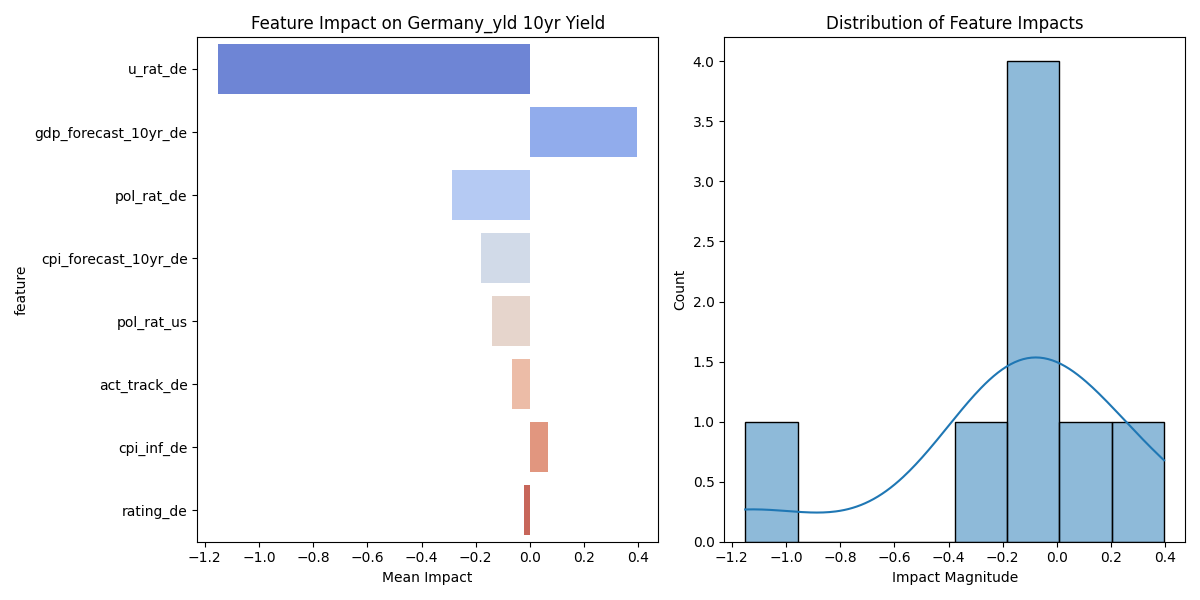 Feature Impact on Germany_yld 10yr Yield
feature
u_rat_de
gdp_forecast_10yr_de
pol_rat_de
cpi_forecast_10yr_de
pol_rat_us
act_track_de
cpi_inf_de
rating_de
−1.2 −1.0 −0.8 −0.6 −0.4 −0.2 0.0 0.2 0.4
Mean Impact
Distribution of Feature Impacts
Count
4.0
3.5
3.0
2.5
2.0
1.5
1.0
0.5
0.0
−1.2 −1.0 −0.8 −0.6 −0.4 −0.2 0.0 0.2 0.4
Impact Magnitude